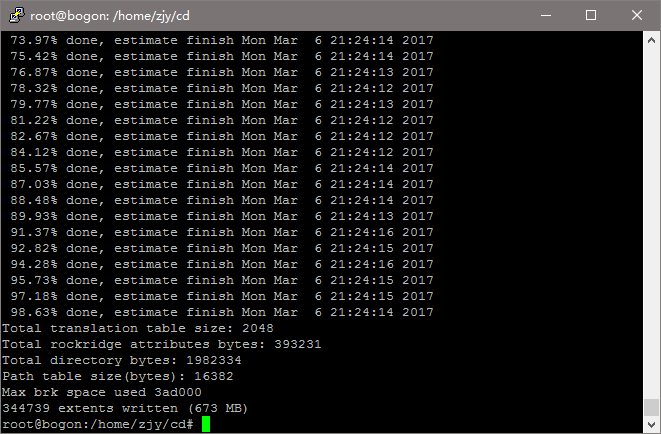 root@bogon: /home/zjy/cd
73.97% done, estimate finish Mon Mar  6 21:24:14 2017
75.42% done, estimate finish Mon Mar  6 21:24:14 2017
76.87% done, estimate finish Mon Mar  6 21:24:13 2017
78.32% done, estimate finish Mon Mar  6 21:24:12 2017
79.77% done, estimate finish Mon Mar  6 21:24:13 2017
81.22% done, estimate finish Mon Mar  6 21:24:12 2017
82.67% done, estimate finish Mon Mar  6 21:24:12 2017
84.12% done, estimate finish Mon Mar  6 21:24:12 2017
85.57% done, estimate finish Mon Mar  6 21:24:14 2017
87.03% done, estimate finish Mon Mar  6 21:24:14 2017
88.48% done, estimate finish Mon Mar  6 21:24:14 2017
89.93% done, estimate finish Mon Mar  6 21:24:13 2017
91.37% done, estimate finish Mon Mar  6 21:24:16 2017
92.82% done, estimate finish Mon Mar  6 21:24:15 2017
94.28% done, estimate finish Mon Mar  6 21:24:16 2017
95.73% done, estimate finish Mon Mar  6 21:24:15 2017
97.18% done, estimate finish Mon Mar  6 21:24:15 2017
98.63% done, estimate finish Mon Mar  6 21:24:14 2017
Total translation table size: 2048
Total rockridge attributes bytes: 393231
Total directory bytes: 1982334
Path table size(bytes): 16382
Max brk space used 3ad000
344739 extents written (673 MB)
root@bogon:/home/zjy/cd#